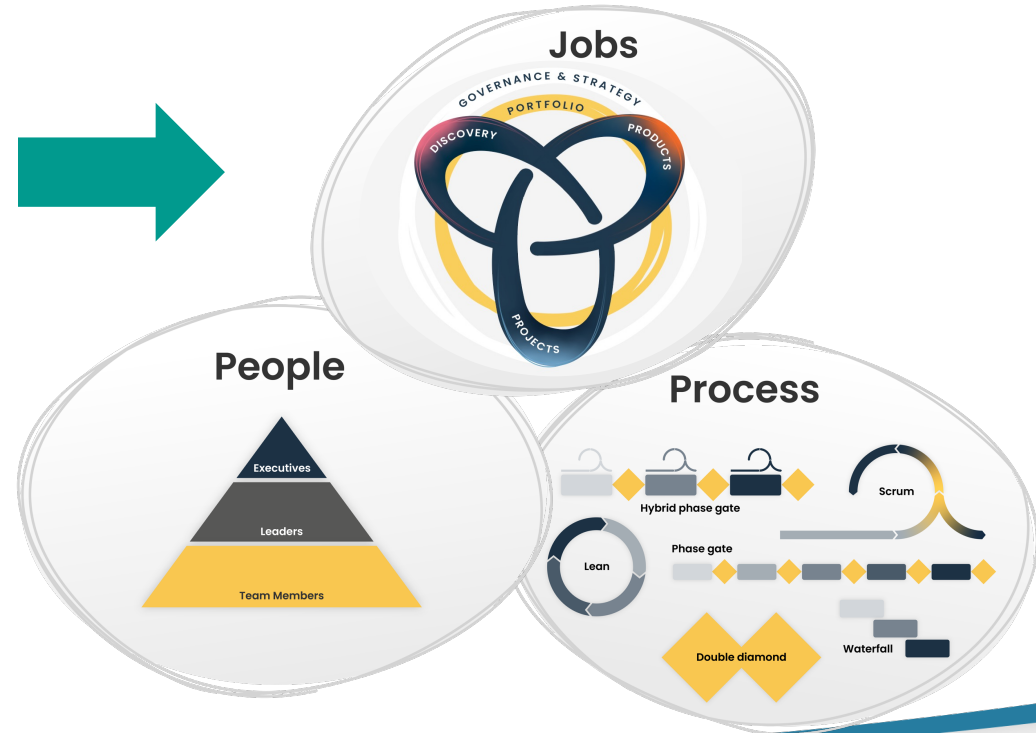 Jobs
GOVERNANCE & STRATEGY
PORTFOLIO
DISCOVERY
PRODUCTS
PROJECTS
People
Executives
Leaders
Team Members
Process
Hybrid phase gate
Scrum
Lean
Phase gate
Double diamond
Waterfall